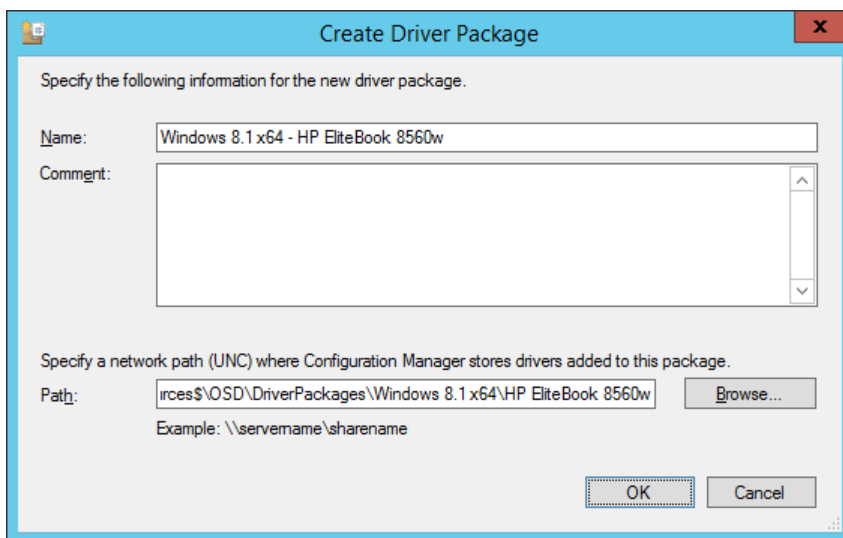 Create Driver Package
x
Specify the following information for the new driver package.
Name: Windows 8.1 x64 - HP EliteBook 8560w
Comment:
Specify a network path (UNC) where Configuration Manager stores drivers added to this package.
Path: ırces$\OSD\DriverPackages\Windows 8.1 x64\HP EliteBook 8560w Browse...
Example: \\servername\sharename
OK Cancel